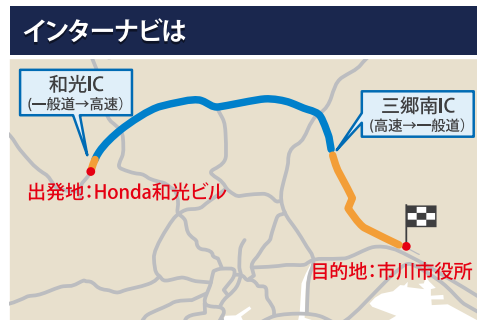 インターナビは
和光IC
(一般道→高速)
三郷南IC
(高速→一般道)
出発地：Honda和光ビル
目的地：市川市役所